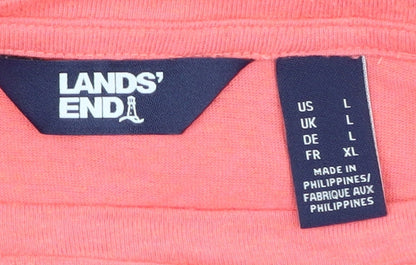 LANDS'
END
US L
UK L
DE L
FR XL
MADE IN
PHILIPPINES/
FABRIQUE AUX
PHILIPPINES